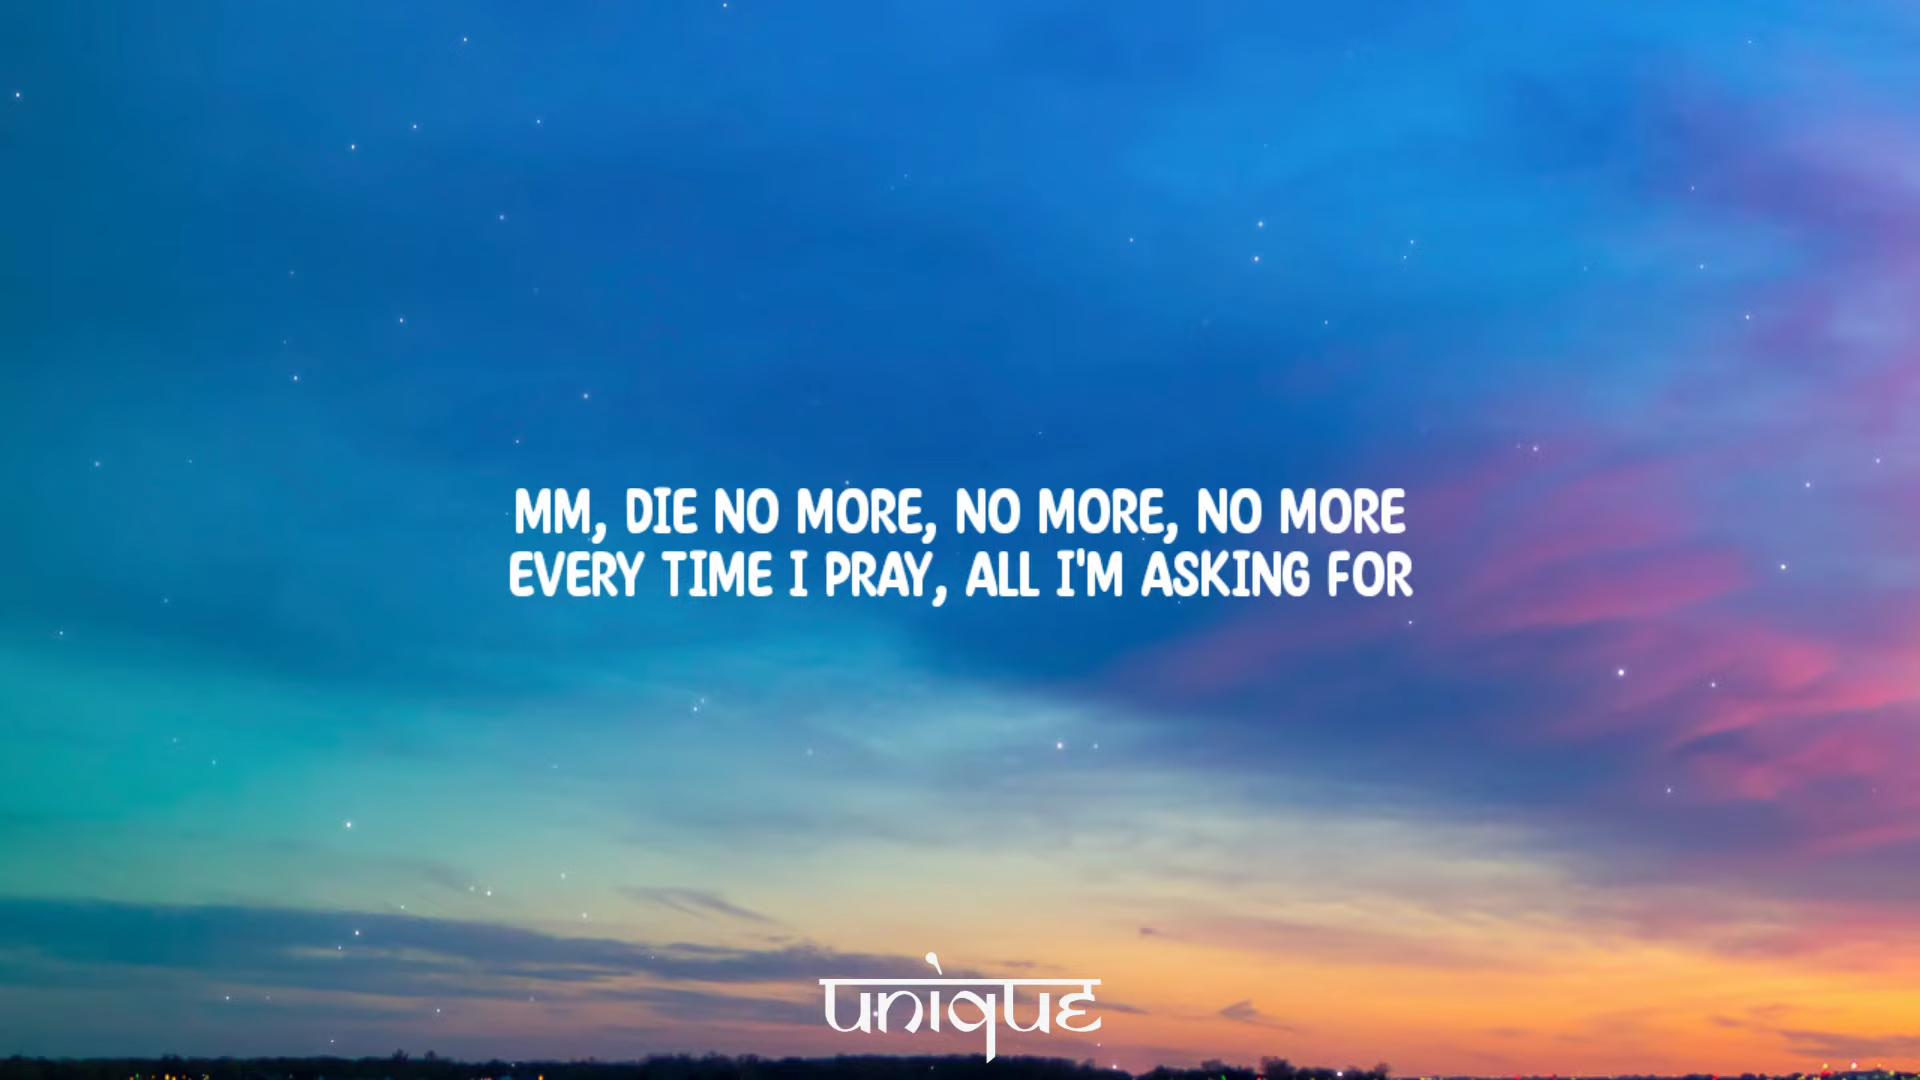 MM, DIE NO MORE, NO MORE, NO MORE
EVERY TIME I PRAY, ALL I'M ASKING FOR
unique